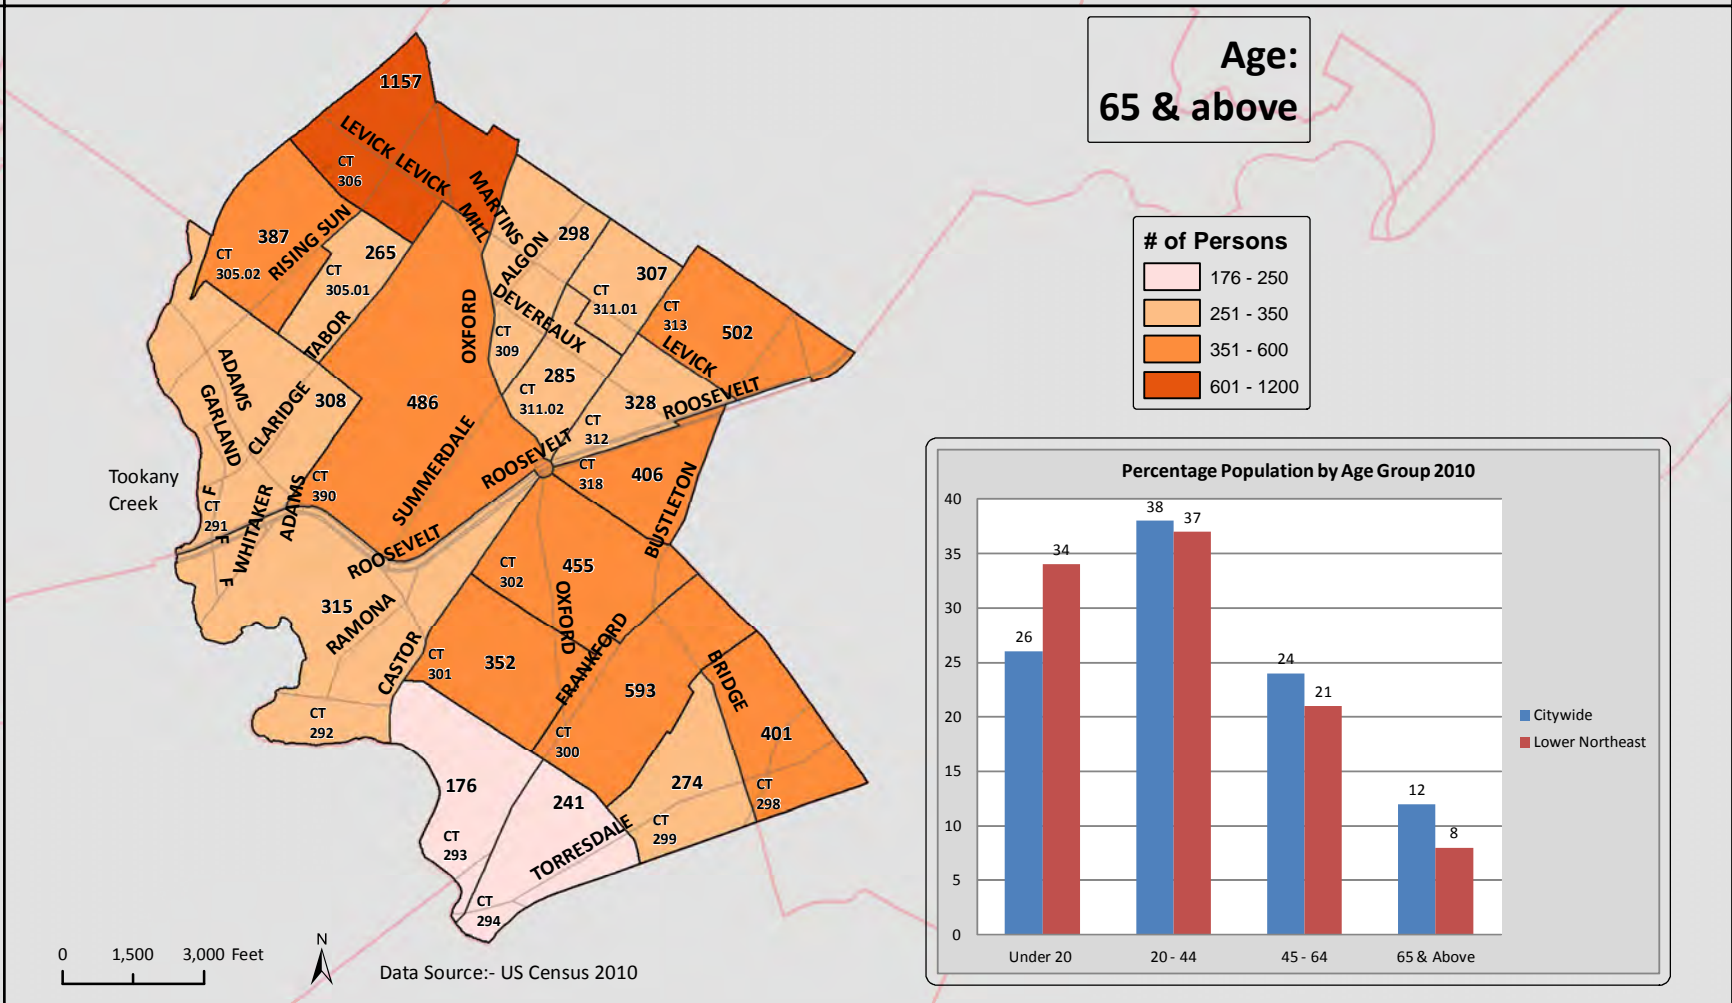 Age:
65 & above
# of Persons
176 - 250
251 - 350
351 - 600
601 - 1200
1157
LEVICK LEVICK
CT
306
MARTINS
MILL
387
CT
305.02
RISING SUN
265
CT
305.01
TABOR
298
ALGON
307
CT
311.01
DEVEREAUX
CT
309
OXFORD
CT
313
502
LEVICK
ROOSEVELT
285
CT
311.02
328
CT
312
ADAMS
GARLAND
CLARIDGE
308
486
SUMMERDALE
ROOSEVELT
CT
318
406
BUSTLETON
Tookany
Creek
F
CT
291
F
F
WHITAKER
ADAMS
CT
390
ROOSEVELT
315
RAMONA
CASTOR
CT
292
CT
302
455
OXFORD
CT
301
352
FRANKFORD
593
BRIDGE
CT
300
401
CT
298
274
CT
299
176
CT
293
241
TORRESDALE
CT
294
0 1,500 3,000 Feet
N
Data Source:- US Census 2010
Percentage Population by Age Group 2010
40
35
30
25
20
15
10
5
0
26
34
38
37
24
21
12
8
Under 20
20 - 44
45 - 64
65 & Above
Citywide
Lower Northeast